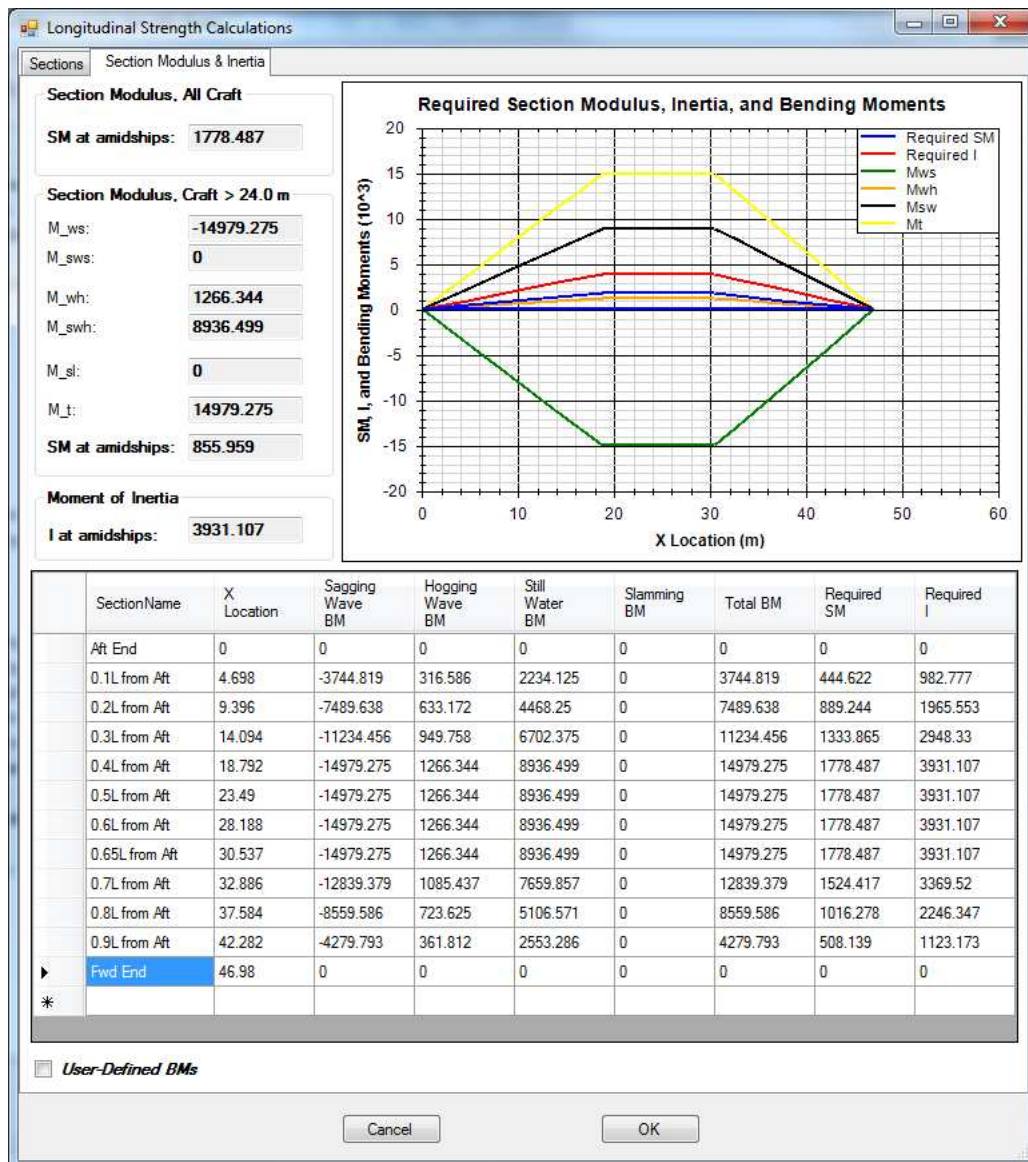 Longitudinal Strength Calculations
Sections Section Modulus & Inertia
Section Modulus, All Craft
SM at amidships: 1778.487
Section Modulus, Craft > 24.0 m
M_ws: -14979.275
M_sws: 0
M_wh: 1266.344
M_swh: 8936.499
M_sl: 0
M_t: 14979.275
SM at amidships: 855.959
Moment of Inertia
I at amidships: 3931.107
Required Section Modulus, Inertia, and Bending Moments
SM, I, and Bending Moments (10^3)
20
15
10
5
0
-5
-10
-15
-20
Required SM
Required I
Mws
Mwh
Msw
Mt
0 10 20 30 40 50 60
X Location (m)
SectionName X Location Sagging Wave BM Hogging Wave BM Still Water BM Slamming BM Total BM Required SM Required I
Aft End 0 0 0 0 0 0 0 0
0.1L from Aft 4.698 -3744.819 316.586 2234.125 0 3744.819 444.622 982.777
0.2L from Aft 9.396 -7489.638 633.172 4468.25 0 7489.638 889.244 1965.553
0.3L from Aft 14.094 -11234.456 949.758 6702.375 0 11234.456 1333.865 2948.33
0.4L from Aft 18.792 -14979.275 1266.344 8936.499 0 14979.275 1778.487 3931.107
0.5L from Aft 23.49 -14979.275 1266.344 8936.499 0 14979.275 1778.487 3931.107
0.6L from Aft 28.188 -14979.275 1266.344 8936.499 0 14979.275 1778.487 3931.107
0.65L from Aft 30.537 -14979.275 1266.344 8936.499 0 14979.275 1778.487 3931.107
0.7L from Aft 32.886 -12839.379 1085.437 7659.857 0 12839.379 1524.417 3369.52
0.8L from Aft 37.584 -8559.586 723.625 5106.571 0 8559.586 1016.278 2246.347
0.9L from Aft 42.282 -4279.793 361.812 2553.286 0 4279.793 508.139 1123.173
Fwd End 46.98 0 0 0 0 0 0 0
User-Defined BMs
Cancel OK